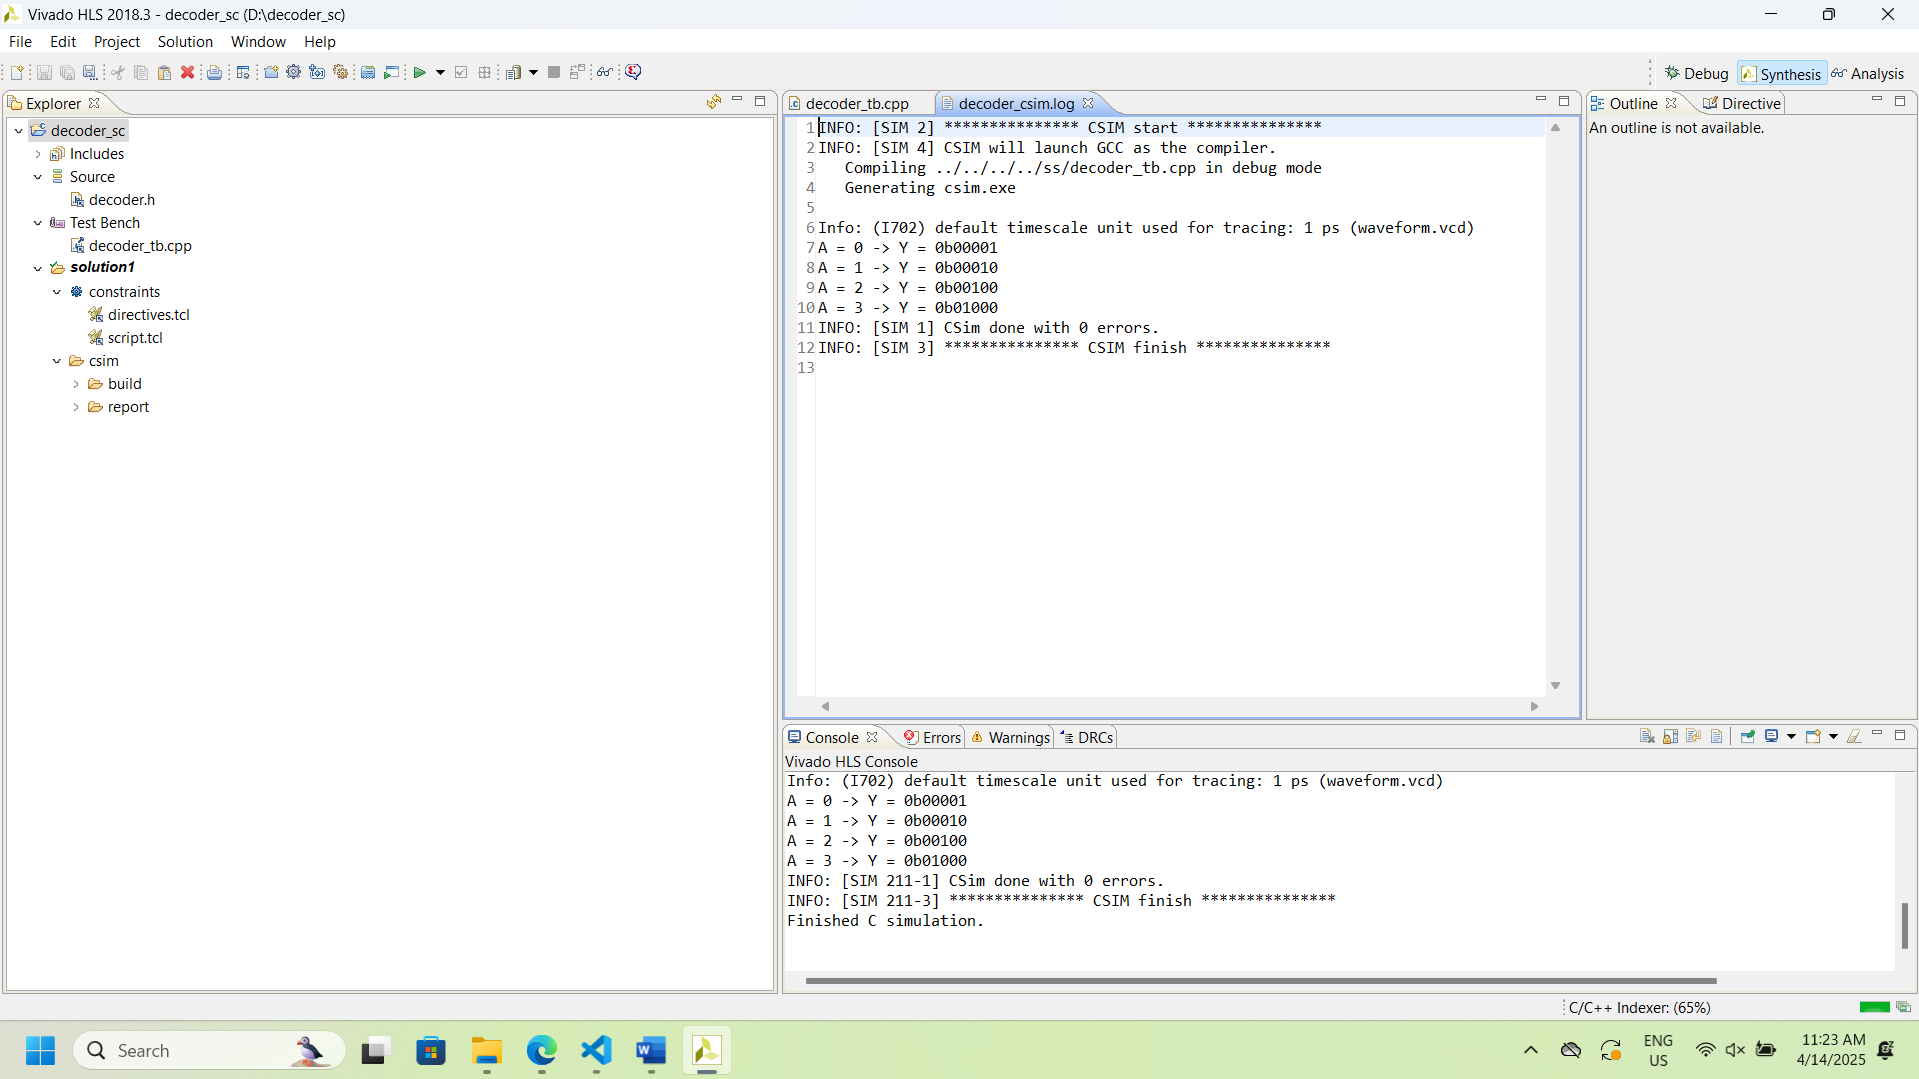 Vivado HLS 2018.3 - decoder_sc (D:\decoder_sc)
File Edit Project Solution Window Help
Debug Synthesis Analysis
Explorer
decoder_sc
Includes
Source
decoder.h
Test Bench
decoder_tb.cpp
solution1
constraints
directives.tcl
script.tcl
csim
build
report
decoder_tb.cpp decoder_csim.log
1 INFO: [SIM 2] *************** CSIM start ***************
2 INFO: [SIM 4] CSIM will launch GCC as the compiler.
3 Compiling ../../../../ss/decoder_tb.cpp in debug mode
4 Generating csim.exe
5
6 Info: (I702) default timescale unit used for tracing: 1 ps (waveform.vcd)
7 A = 0 -> Y = 0b00001
8 A = 1 -> Y = 0b00010
9 A = 2 -> Y = 0b00100
10 A = 3 -> Y = 0b01000
11 INFO: [SIM 1] CSim done with 0 errors.
12 INFO: [SIM 3] *************** CSIM finish ***************
13
Outline Directive
An outline is not available.
Console Errors Warnings DRCs
Vivado HLS Console
Info: (I702) default timescale unit used for tracing: 1 ps (waveform.vcd)
A = 0 -> Y = 0b00001
A = 1 -> Y = 0b00010
A = 2 -> Y = 0b00100
A = 3 -> Y = 0b01000
INFO: [SIM 211-1] CSim done with 0 errors.
INFO: [SIM 211-3] *************** CSIM finish ***************
Finished C simulation.
C/C++ Indexer: (65%)
Search
ENG
US
11:23 AM
4/14/2025